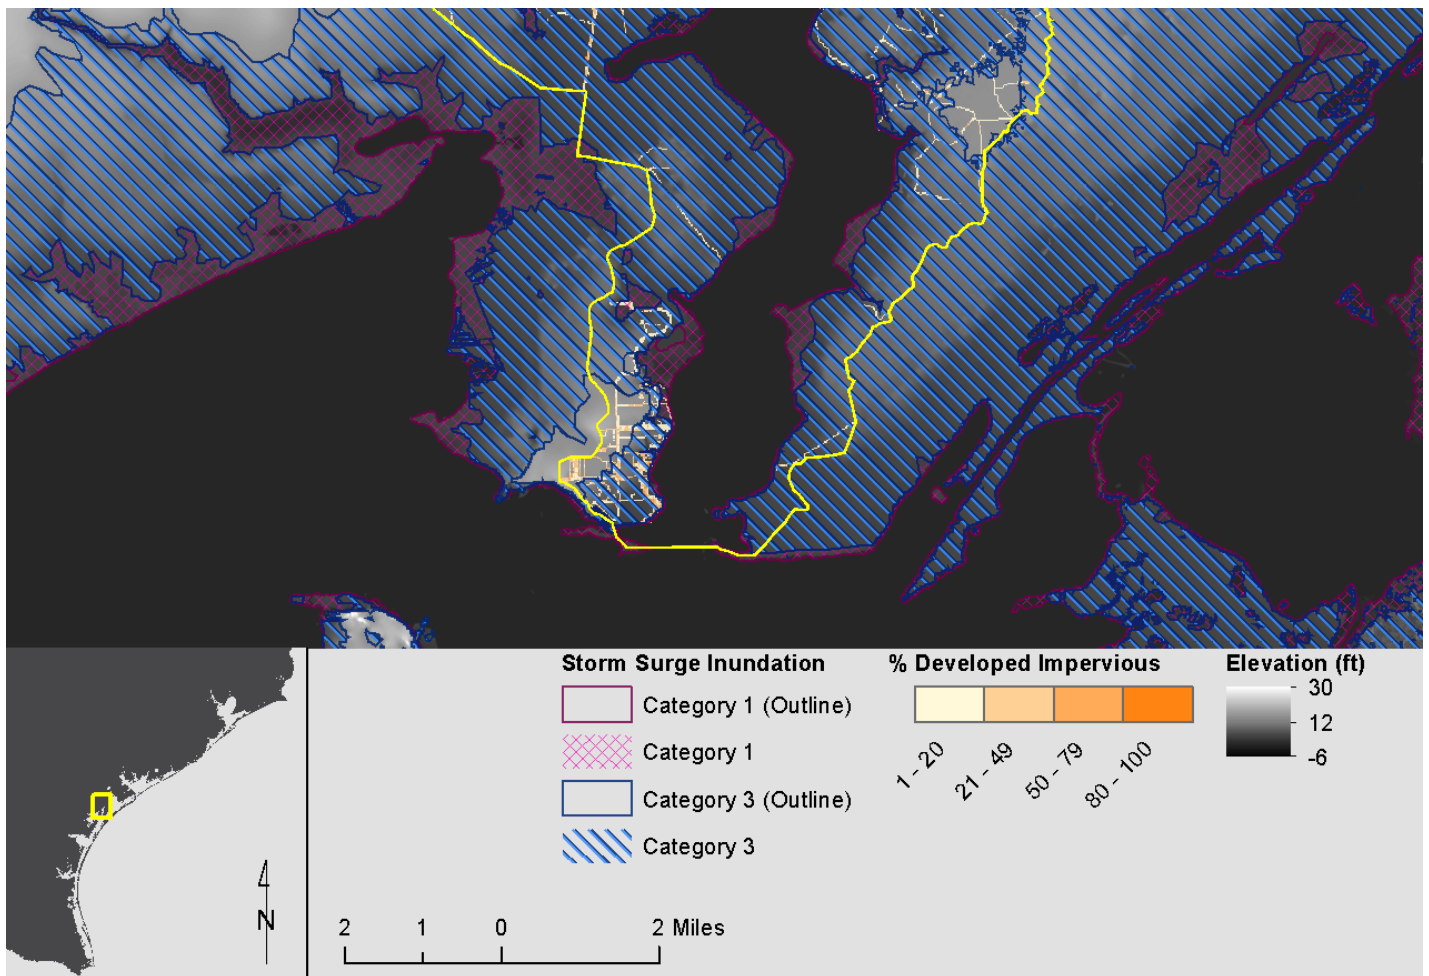 Storm Surge Inundation
Category 1 (Outline)
Category 1
Category 3 (Outline)
Category 3
% Developed Impervious
1 - 20
21 - 49
50 - 79
80 - 100
Elevation (ft)
30
12
-6
N
2 1 0 2 Miles